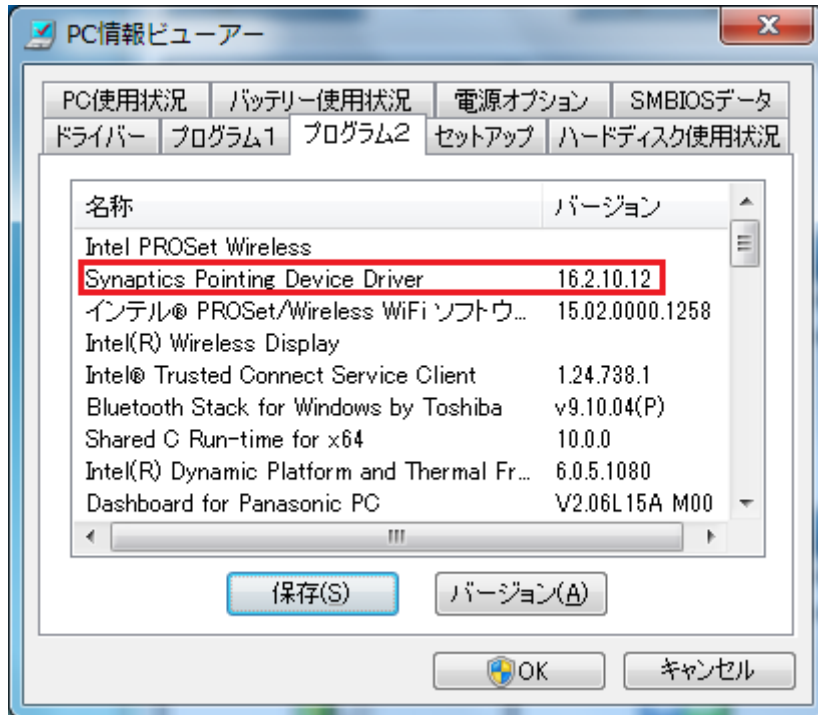 PC情報ビューアー
PC使用状況 バッテリー使用状況 電源オプション SMBIOSデータ
ドライバー プログラム1 プログラム2 セットアップ ハードディスク使用状況
名称 バージョン
Intel PROSet Wireless
Synaptics Pointing Device Driver 16.2.10.12
インテル® PROSet/Wireless WiFi ソフトウ... 15.02.0000.1258
Intel(R) Wireless Display
Intel® Trusted Connect Service Client 1.24.738.1
Bluetooth Stack for Windows by Toshiba v9.10.04(P)
Shared C Run-time for x64 10.0.0
Intel(R) Dynamic Platform and Thermal Fr... 6.0.5.1080
Dashboard for Panasonic PC V2.06L15A M00
保存(S) バージョン(A)
OK キャンセル